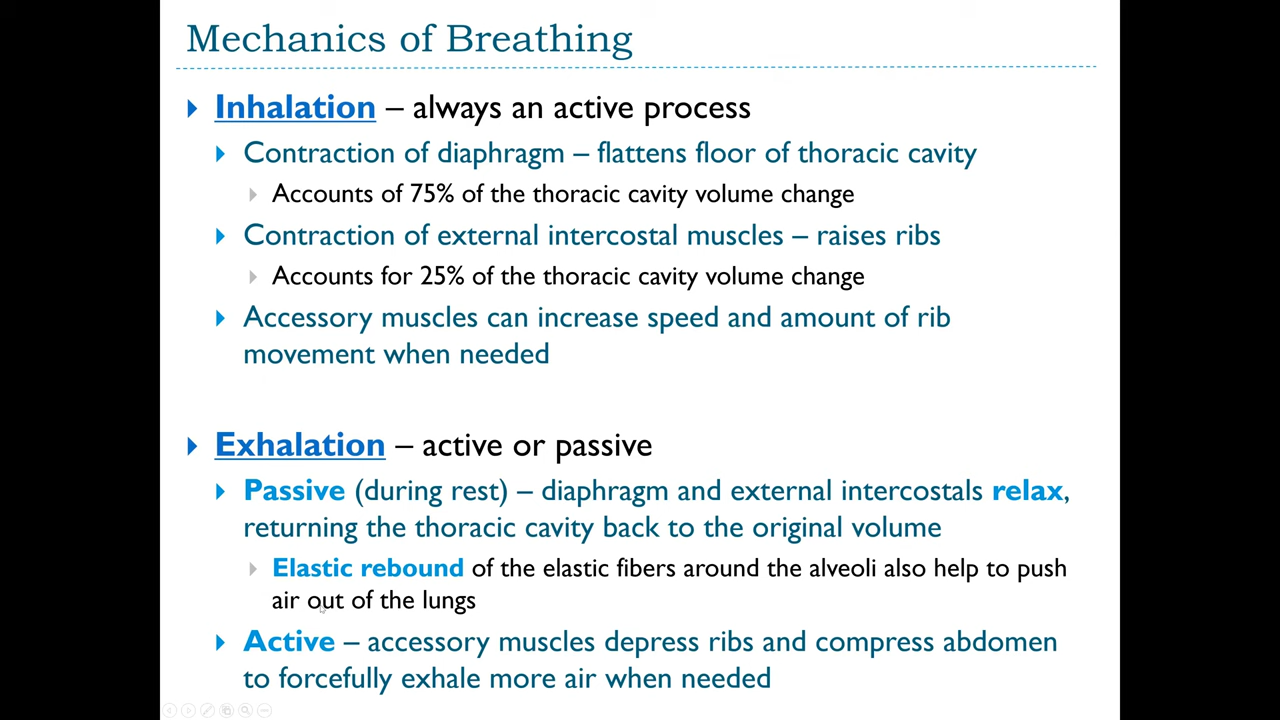 Mechanics of Breathing
Inhalation – always an active process
Contraction of diaphragm – flattens floor of thoracic cavity
Accounts of 75% of the thoracic cavity volume change
Contraction of external intercostal muscles – raises ribs
Accounts for 25% of the thoracic cavity volume change
Accessory muscles can increase speed and amount of rib
movement when needed
Exhalation – active or passive
Passive (during rest) – diaphragm and external intercostals relax,
returning the thoracic cavity back to the original volume
Elastic rebound of the elastic fibers around the alveoli also help to push
air out of the lungs
Active – accessory muscles depress ribs and compress abdomen
to forcefully exhale more air when needed